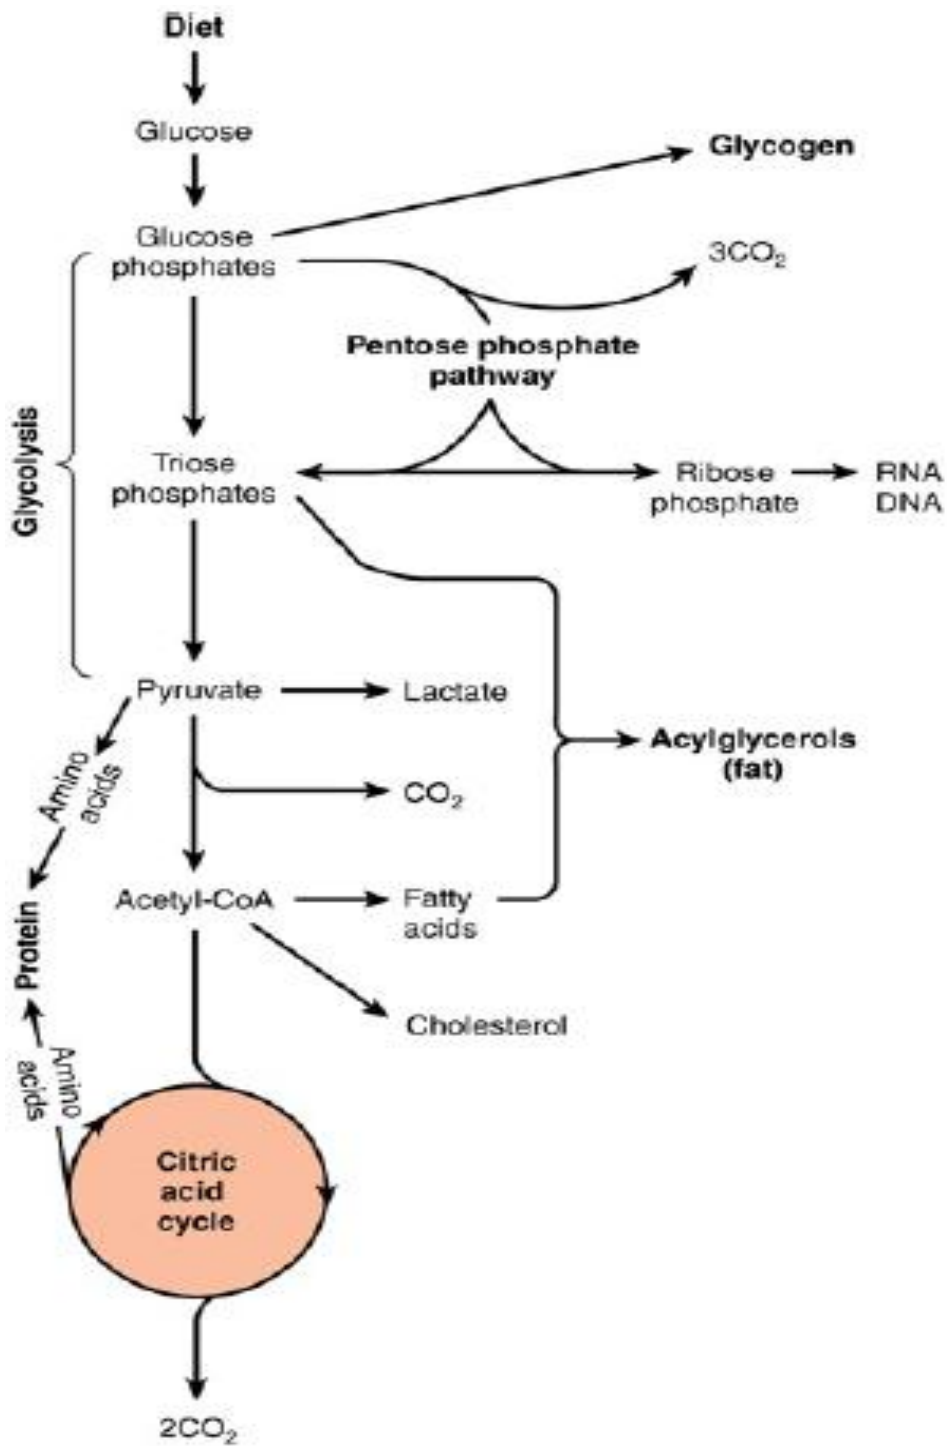 Diet
Glucose
Glycogen
Glucose
phosphates
3CO₂
Pentose phosphate
pathway
Glycolysis
Triose
phosphates
Ribose
phosphate
RNA
DNA
Pyruvate
Lactate
Amino
acids
Acylglycerols
(fat)
CO₂
Acetyl-CoA
Fatty
acids
Protein
Cholesterol
Amino
acids
Citric
acid
cycle
2CO₂